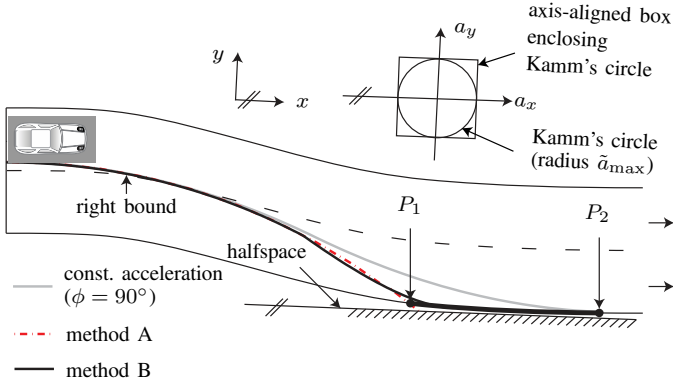 axis-aligned box
enclosing
Kamm's circle
a_y
y
x
a_x
Kamm's circle
(radius ã_max)
right bound
P_1
P_2
halfspace
const. acceleration
(ϕ = 90°)
method A
method B